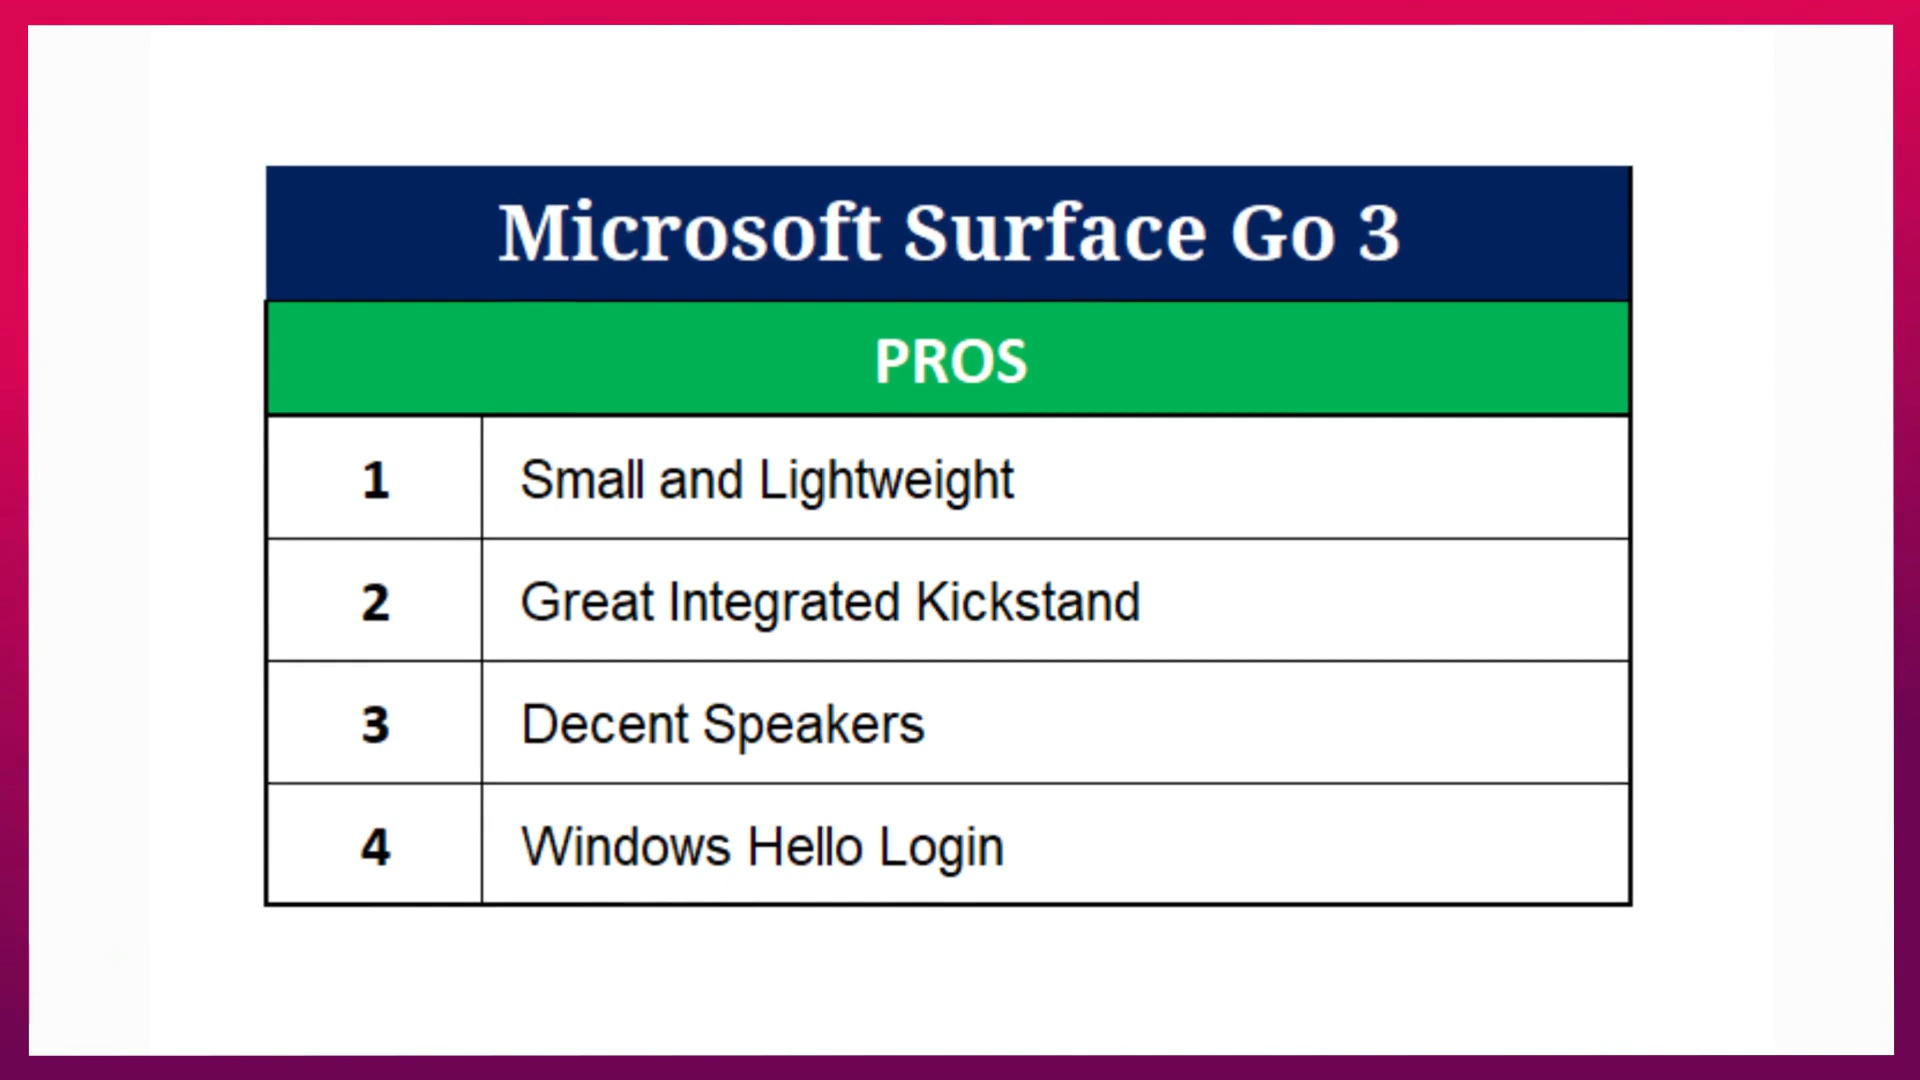 Microsoft Surface Go 3
PROS
1 Small and Lightweight
2 Great Integrated Kickstand
3 Decent Speakers
4 Windows Hello Login